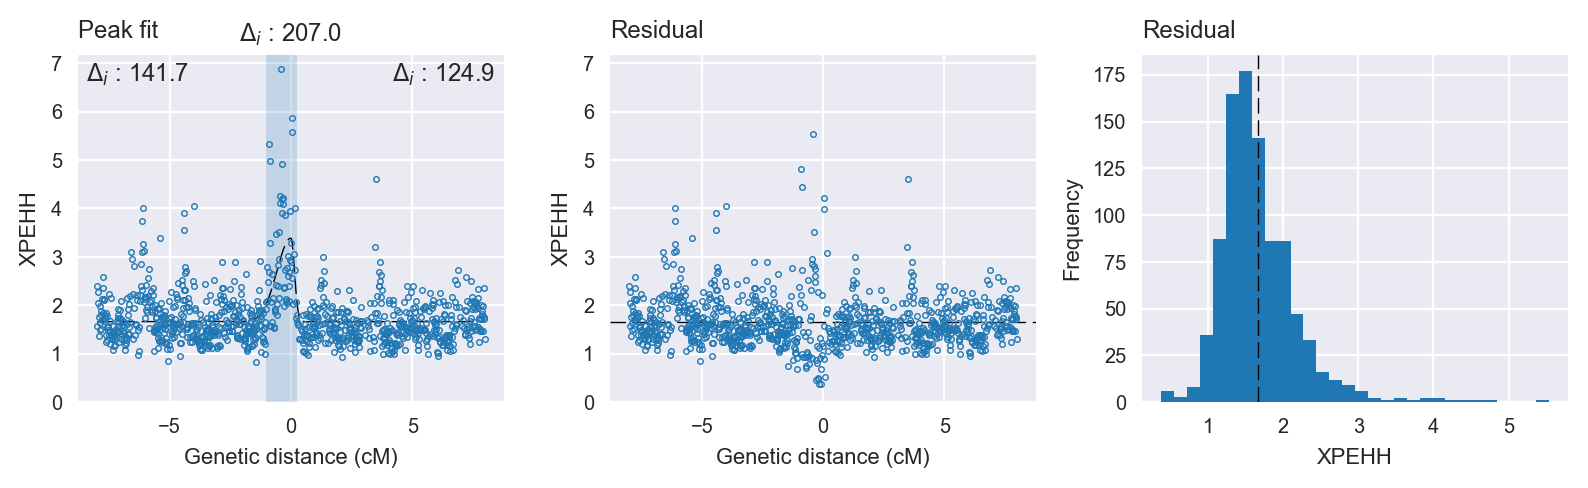 Peak fit
Δi : 207.0
Δi : 141.7
Δi : 124.9
7
6
5
4
3
2
1
0
XPEHH
−5
0
5
Genetic distance (cM)
Residual
7
6
5
4
3
2
1
0
XPEHH
−5
0
5
Genetic distance (cM)
Residual
175
150
125
100
75
50
25
0
Frequency
1
2
3
4
5
XPEHH